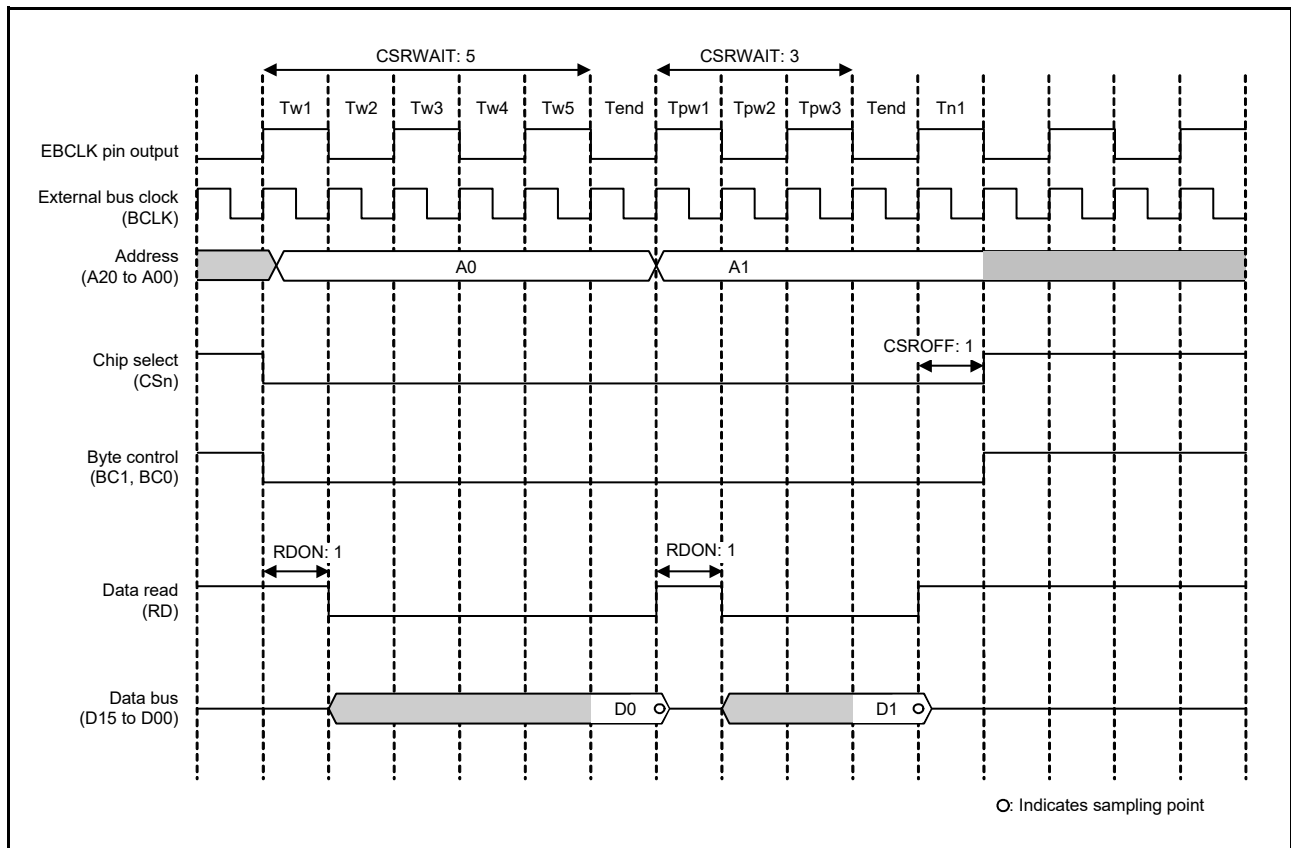 CSRWAIT: 5 CSRWAIT: 3
Tw1 Tw2 Tw3 Tw4 Tw5 Tend Tpw1 Tpw2 Tpw3 Tend Tn1
EBCLK pin output
External bus clock
(BCLK)
Address
(A20 to A00)
A0 A1
Chip select
(CSn)
CSROFF: 1
Byte control
(BC1, BC0)
RDON: 1 RDON: 1
Data read
(RD)
Data bus
(D15 to D00)
D0 D1
O: Indicates sampling point